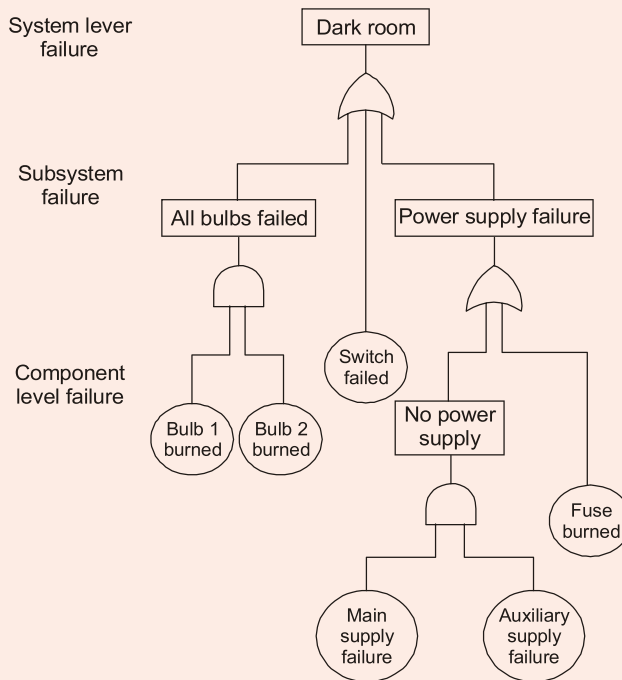 System lever
failure
Dark room
Subsystem
failure
All bulbs failed
Power supply failure
Component
level failure
Switch
failed
Bulb 1
burned
Bulb 2
burned
No power
supply
Fuse
burned
Main
supply
failure
Auxiliary
supply
failure